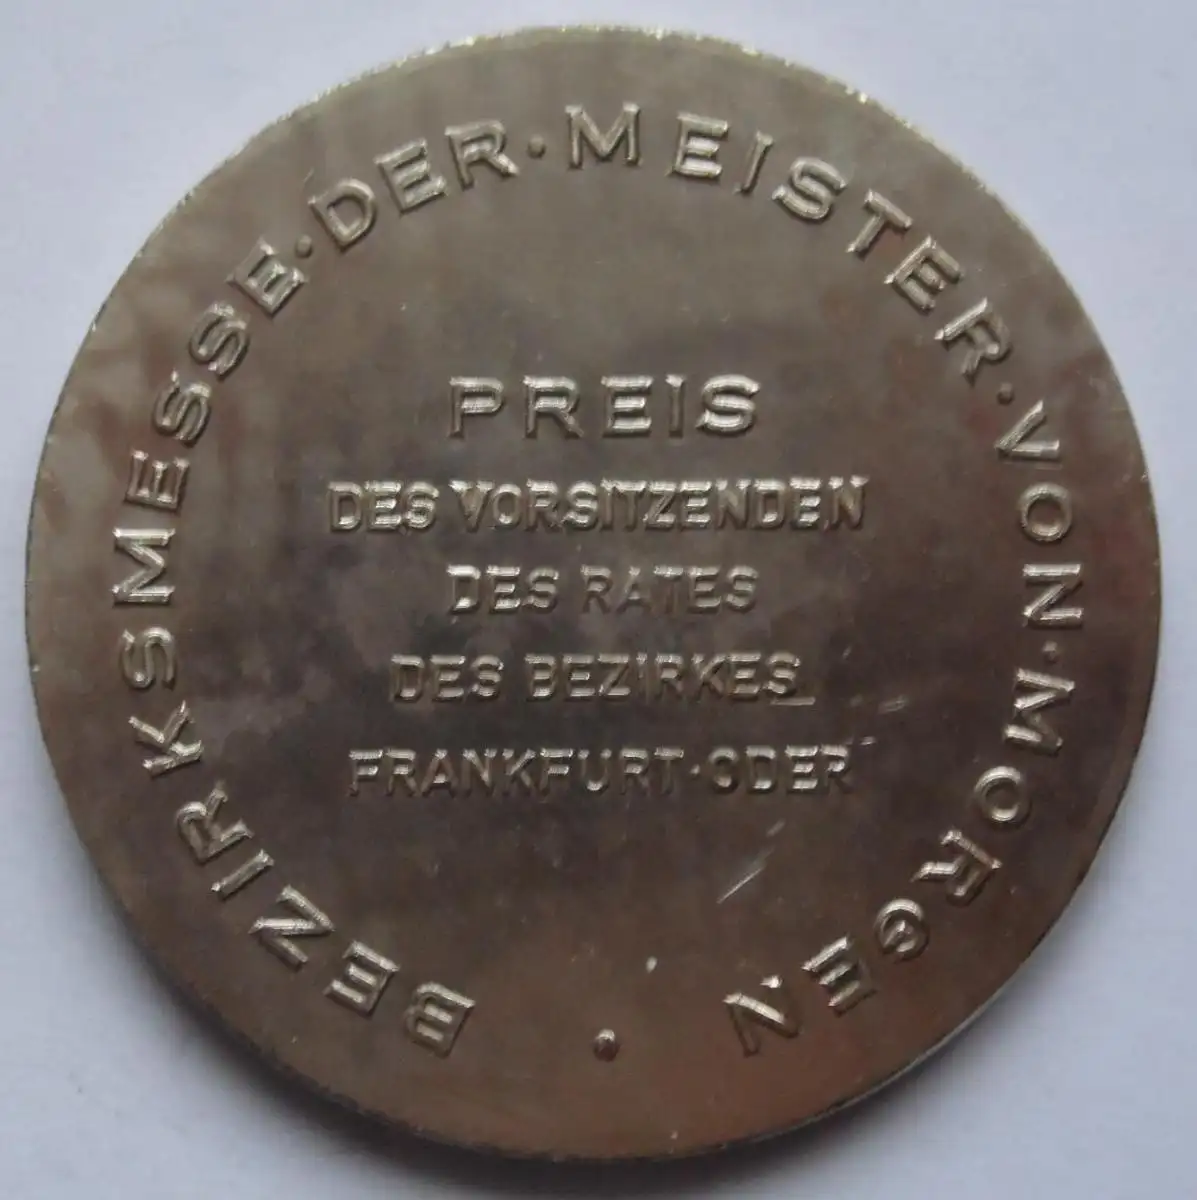 BEZIRKSMESSE·DER·MEISTER·VON·MORGEN·
PREIS
DES VORSITZENDEN
DES RATES
DES BEZIRKES
FRANKFURT·ODER